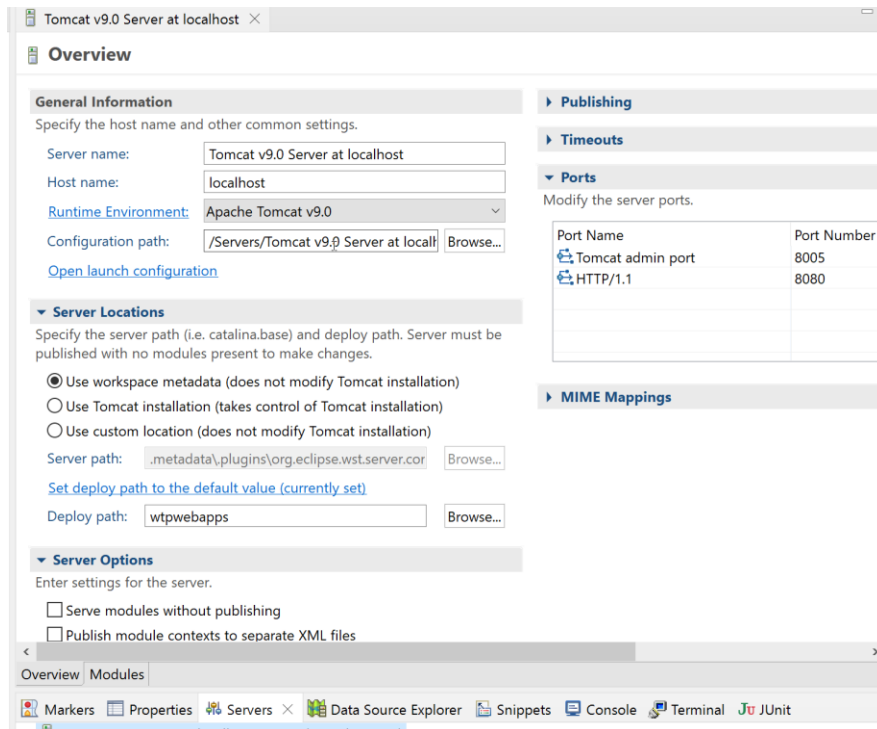 Tomcat v9.0 Server at localhost
Overview
General Information
Specify the host name and other common settings.
Server name: Tomcat v9.0 Server at localhost
Host name: localhost
Runtime Environment: Apache Tomcat v9.0
Configuration path: /Servers/Tomcat v9.0 Server at localh Browse...
Open launch configuration
Server Locations
Specify the server path (i.e. catalina.base) and deploy path. Server must be
published with no modules present to make changes.
Use workspace metadata (does not modify Tomcat installation)
Use Tomcat installation (takes control of Tomcat installation)
Use custom location (does not modify Tomcat installation)
Server path: .metadata\.plugins\org.eclipse.wst.server.cor Browse...
Set deploy path to the default value (currently set)
Deploy path: wtpwebapps Browse...
Server Options
Enter settings for the server.
Serve modules without publishing
Publish module contexts to separate XML files
Publishing
Timeouts
Ports
Modify the server ports.
Port Name Port Number
Tomcat admin port 8005
HTTP/1.1 8080
MIME Mappings
Overview Modules
Markers Properties Servers Data Source Explorer Snippets Console Terminal Ju JUnit